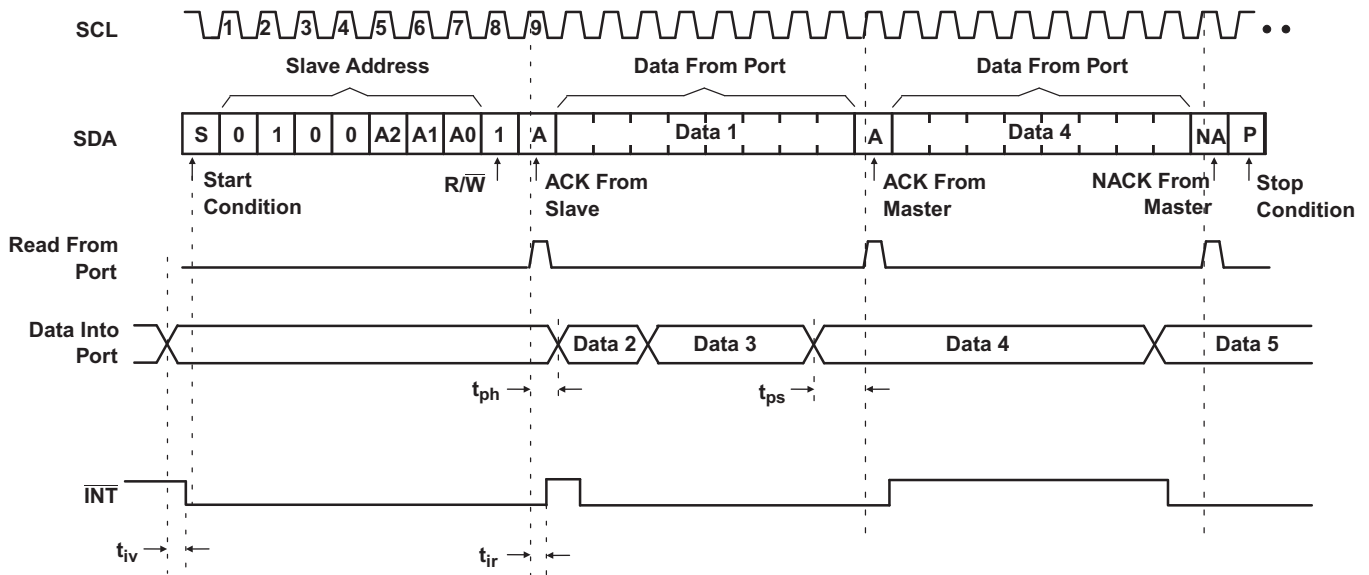 SCL 1 2 3 4 5 6 7 8 9
Slave Address Data From Port Data From Port
SDA S 0 1 0 0 A2 A1 A0 1 A Data 1 A Data 4 NA P
Start Condition
R/W̅
ACK From Slave
ACK From Master
NACK From Master
Stop Condition
Read From Port
Data Into Port
Data 2 Data 3 Data 4 Data 5
tph
tps
I̅N̅T̅
tiv
tir